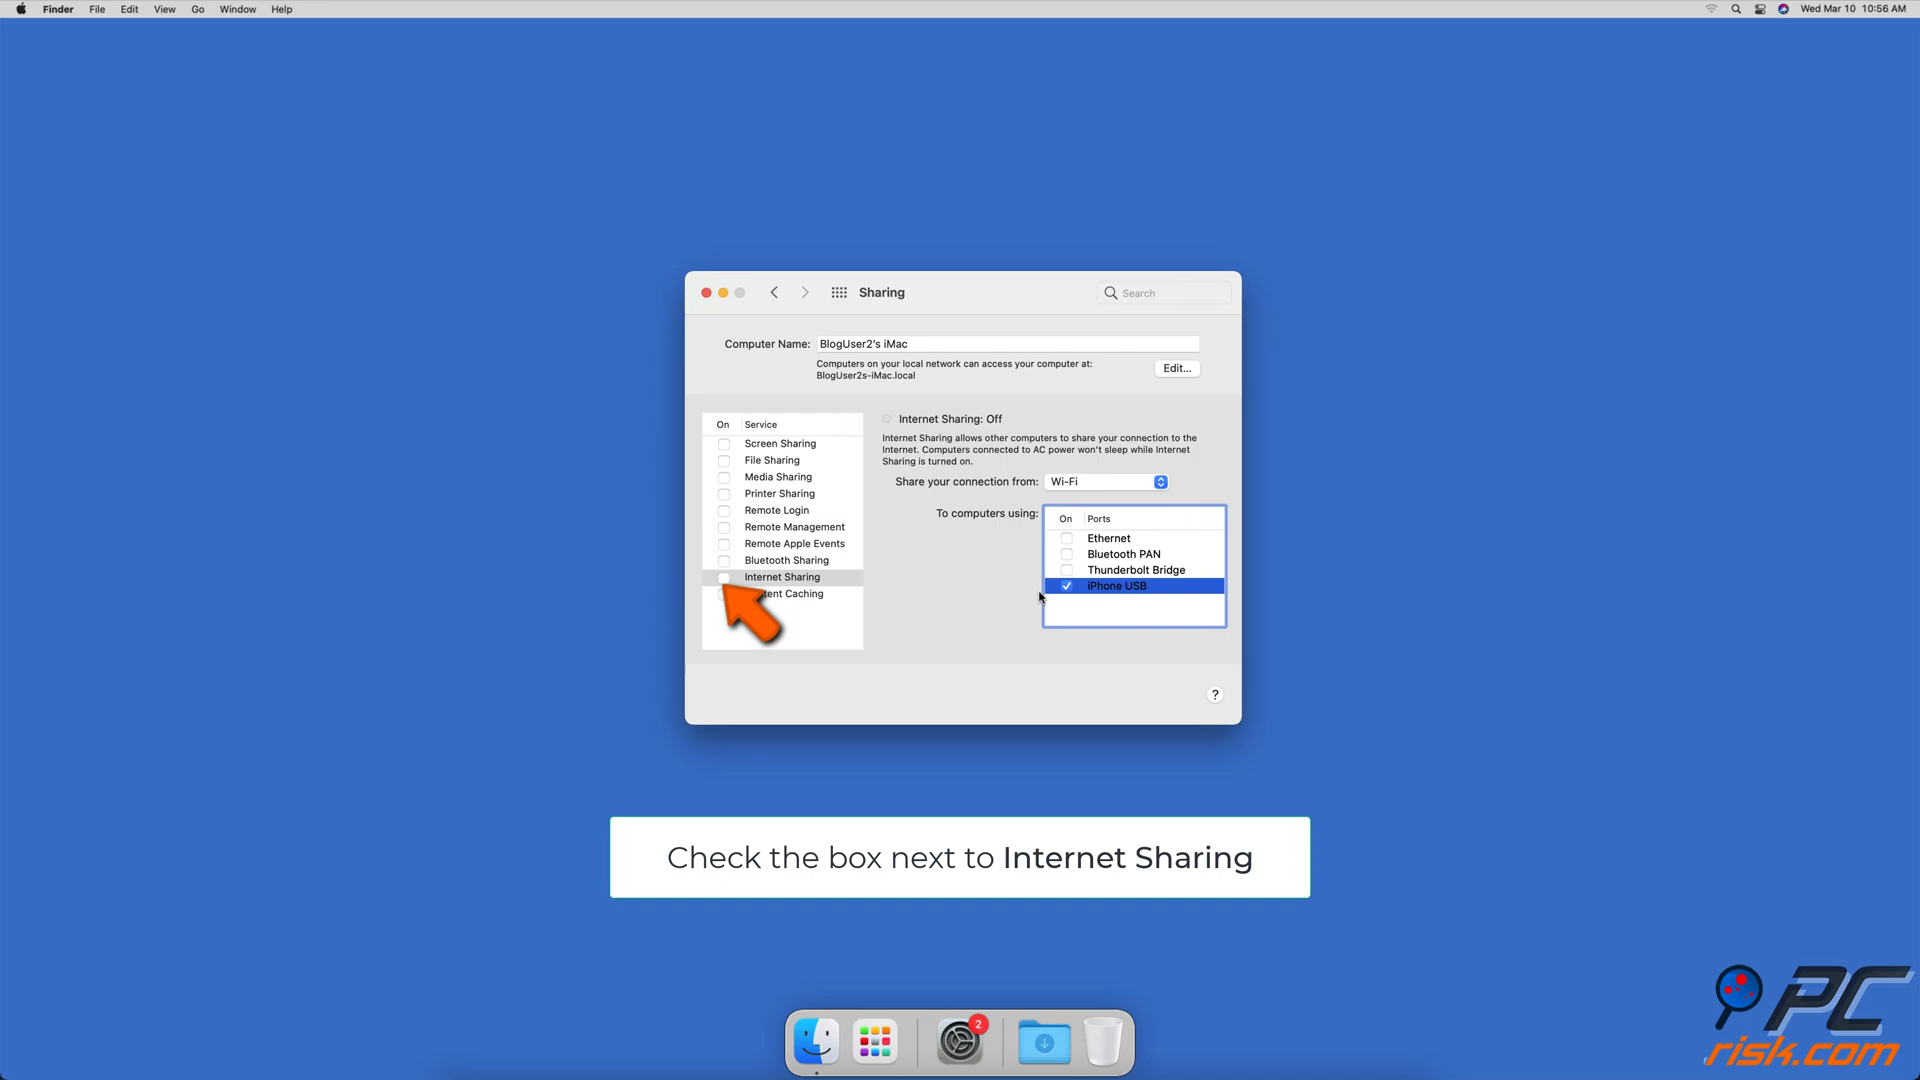 Finder File Edit View Go Window Help Wed Mar 10 10:56 AM
Sharing
Search
Computer Name: BlogUser2's iMac
Computers on your local network can access your computer at:
BlogUser2s-iMac.local
Edit...
On Service
Screen Sharing
File Sharing
Media Sharing
Printer Sharing
Remote Login
Remote Management
Remote Apple Events
Bluetooth Sharing
Internet Sharing
tent Caching
Internet Sharing: Off
Internet Sharing allows other computers to share your connection to the
Internet. Computers connected to AC power won't sleep while Internet
Sharing is turned on.
Share your connection from: Wi-Fi
To computers using:
On Ports
Ethernet
Bluetooth PAN
Thunderbolt Bridge
iPhone USB
?
Check the box next to Internet Sharing
2
PC
risk.com